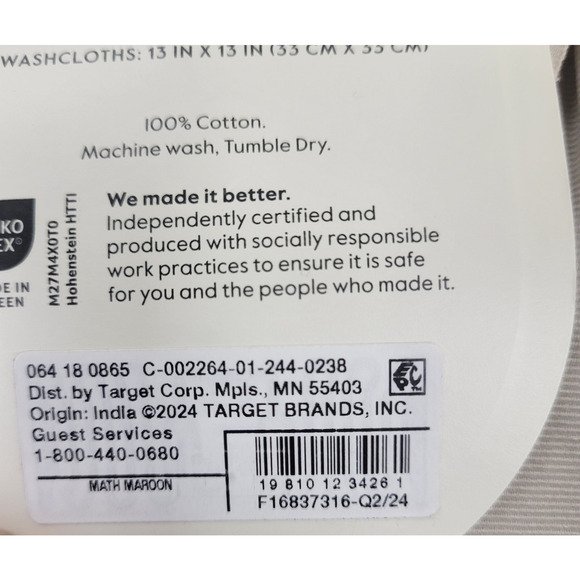 WASHCLOTHS: 13 IN X 13 IN (33 CM X 33 CM)
100% Cotton.
Machine wash, Tumble Dry.
We made it better.
Independently certified and
produced with socially responsible
work practices to ensure it is safe
for you and the people who made it.
KO
EX®
E IN
EEN
M27M4X0T0
Hohenstein HTTI
064 18 0865 C-002264-01-244-0238
Dist. by Target Corp. Mpls., MN 55403
Origin: India ©2024 TARGET BRANDS, INC.
Guest Services
1-800-440-0680
MATH MAROON
19 810 12 3426 1
F16837316-Q2/24